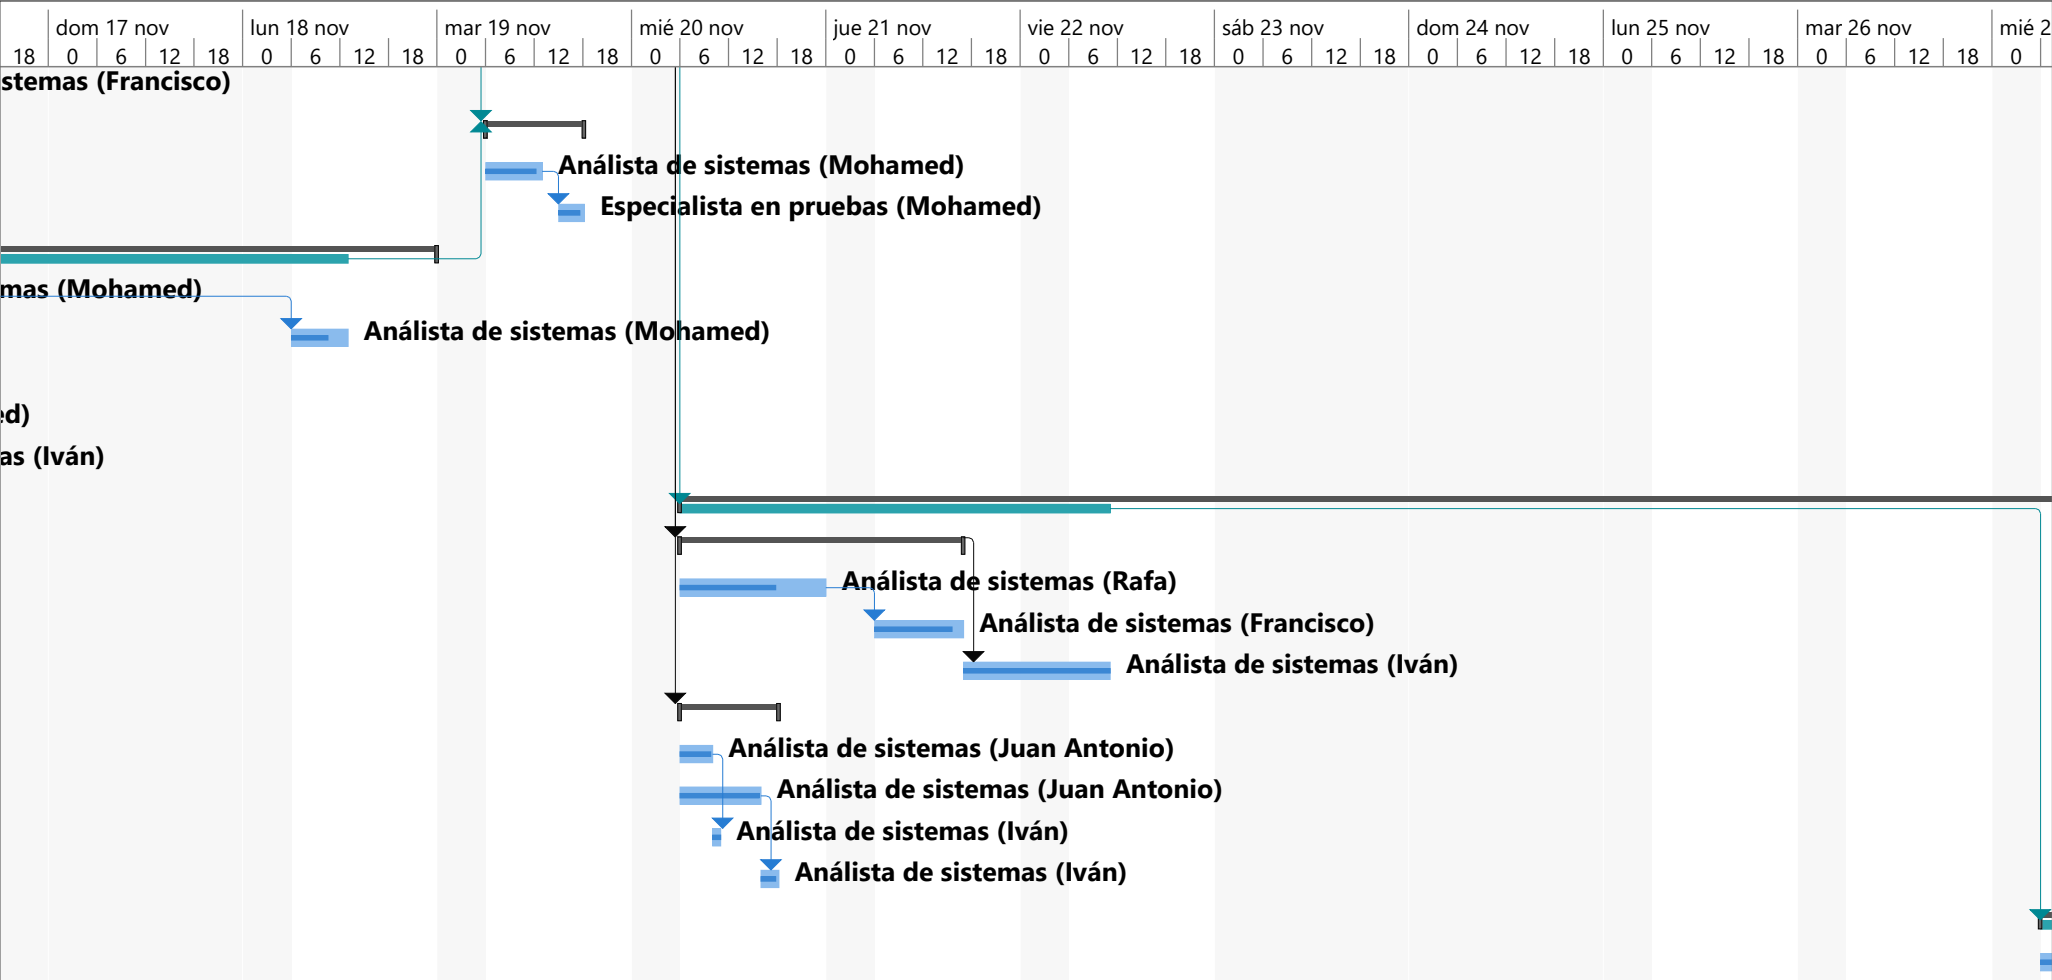 dom 17 nov lun 18 nov mar 19 nov mié 20 nov jue 21 nov vie 22 nov sáb 23 nov dom 24 nov lun 25 nov mar 26 nov mié 2
18 0 6 12 18 0 6 12 18 0 6 12 18 0 6 12 18 0 6 12 18 0 6 12 18 0 6 12 18 0 6 12 18 0 6 12 18 0 6 12 18 0
stemas (Francisco)
Análista de sistemas (Mohamed)
Especialista en pruebas (Mohamed)
mas (Mohamed)
Análista de sistemas (Mohamed)
ed)
as (Iván)
Análista de sistemas (Rafa)
Análista de sistemas (Francisco)
Análista de sistemas (Iván)
Análista de sistemas (Juan Antonio)
Análista de sistemas (Juan Antonio)
Análista de sistemas (Iván)
Análista de sistemas (Iván)